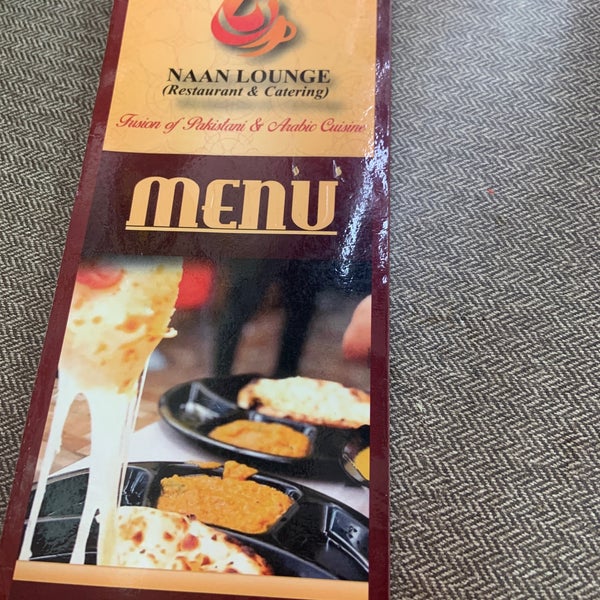 NAAN LOUNGE
(Restaurant & Catering)
Fusion of Pakistani & Arabic Cuisine
MENU